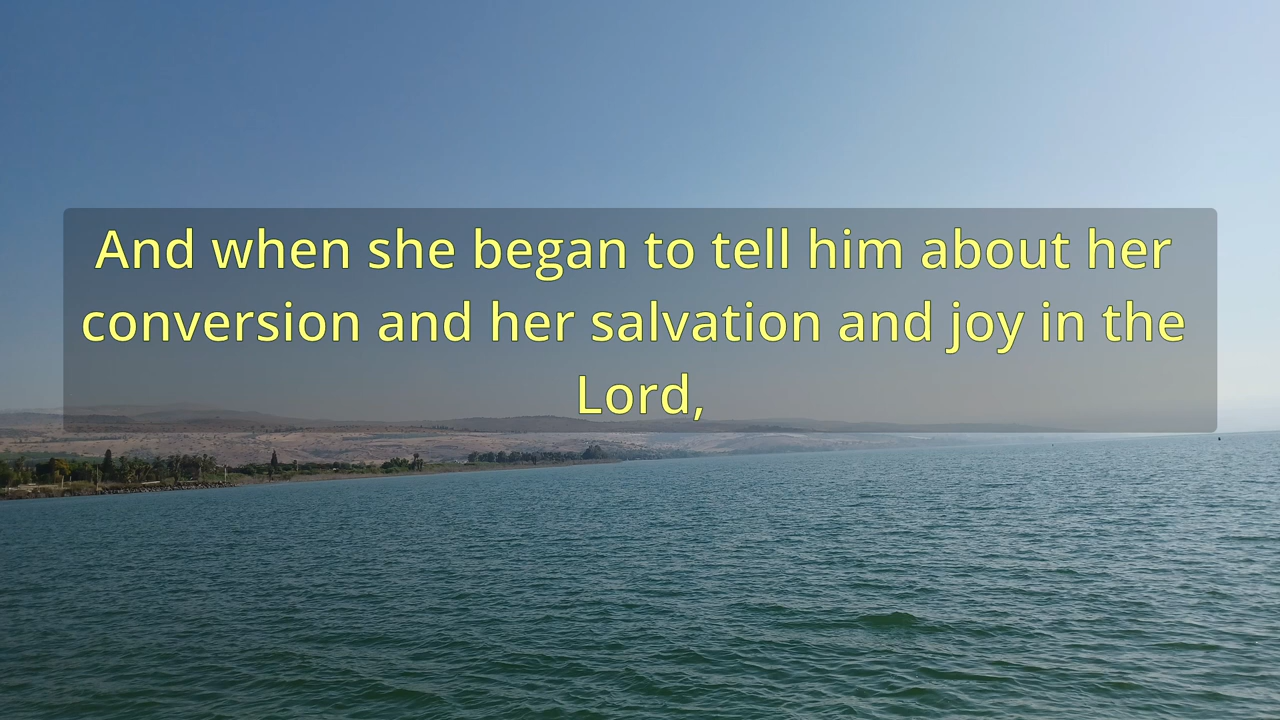 And when she began to tell him about her
conversion and her salvation and joy in the
Lord,